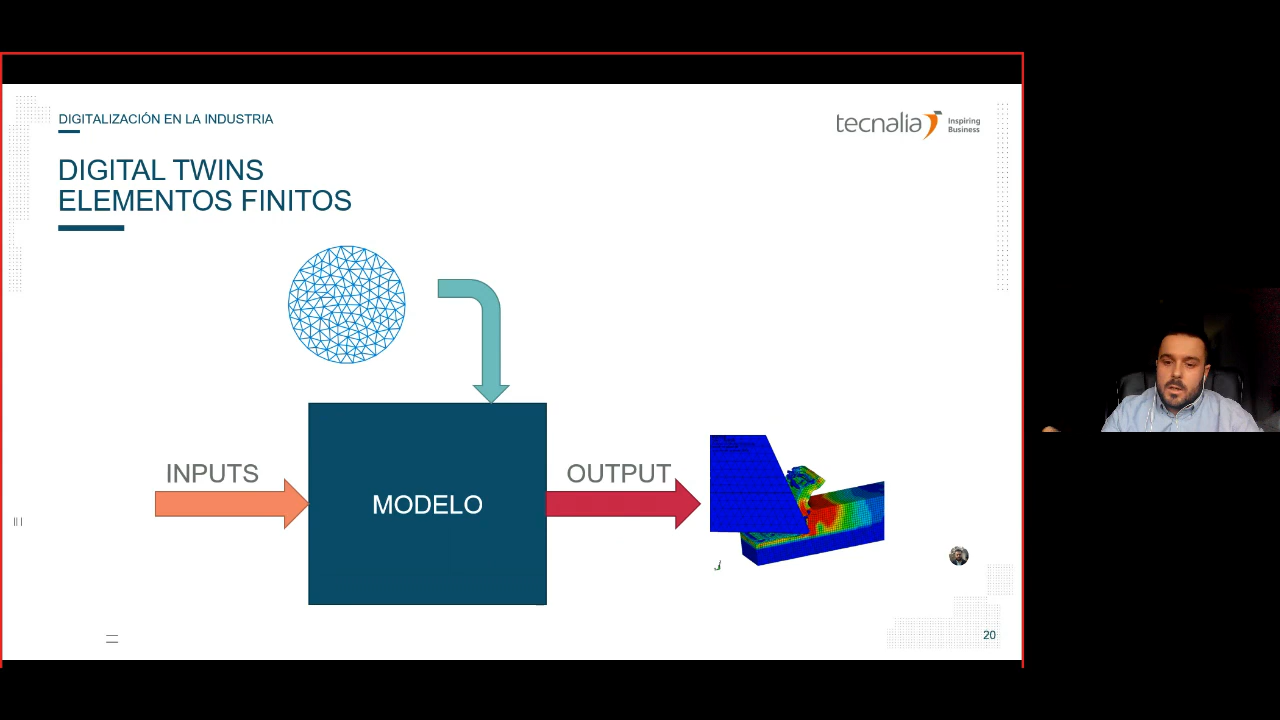 DIGITALIZACIÓN EN LA INDUSTRIA
tecnalia
Inspiring
Business
DIGITAL TWINS
ELEMENTOS FINITOS
INPUTS
MODELO
OUTPUT
20